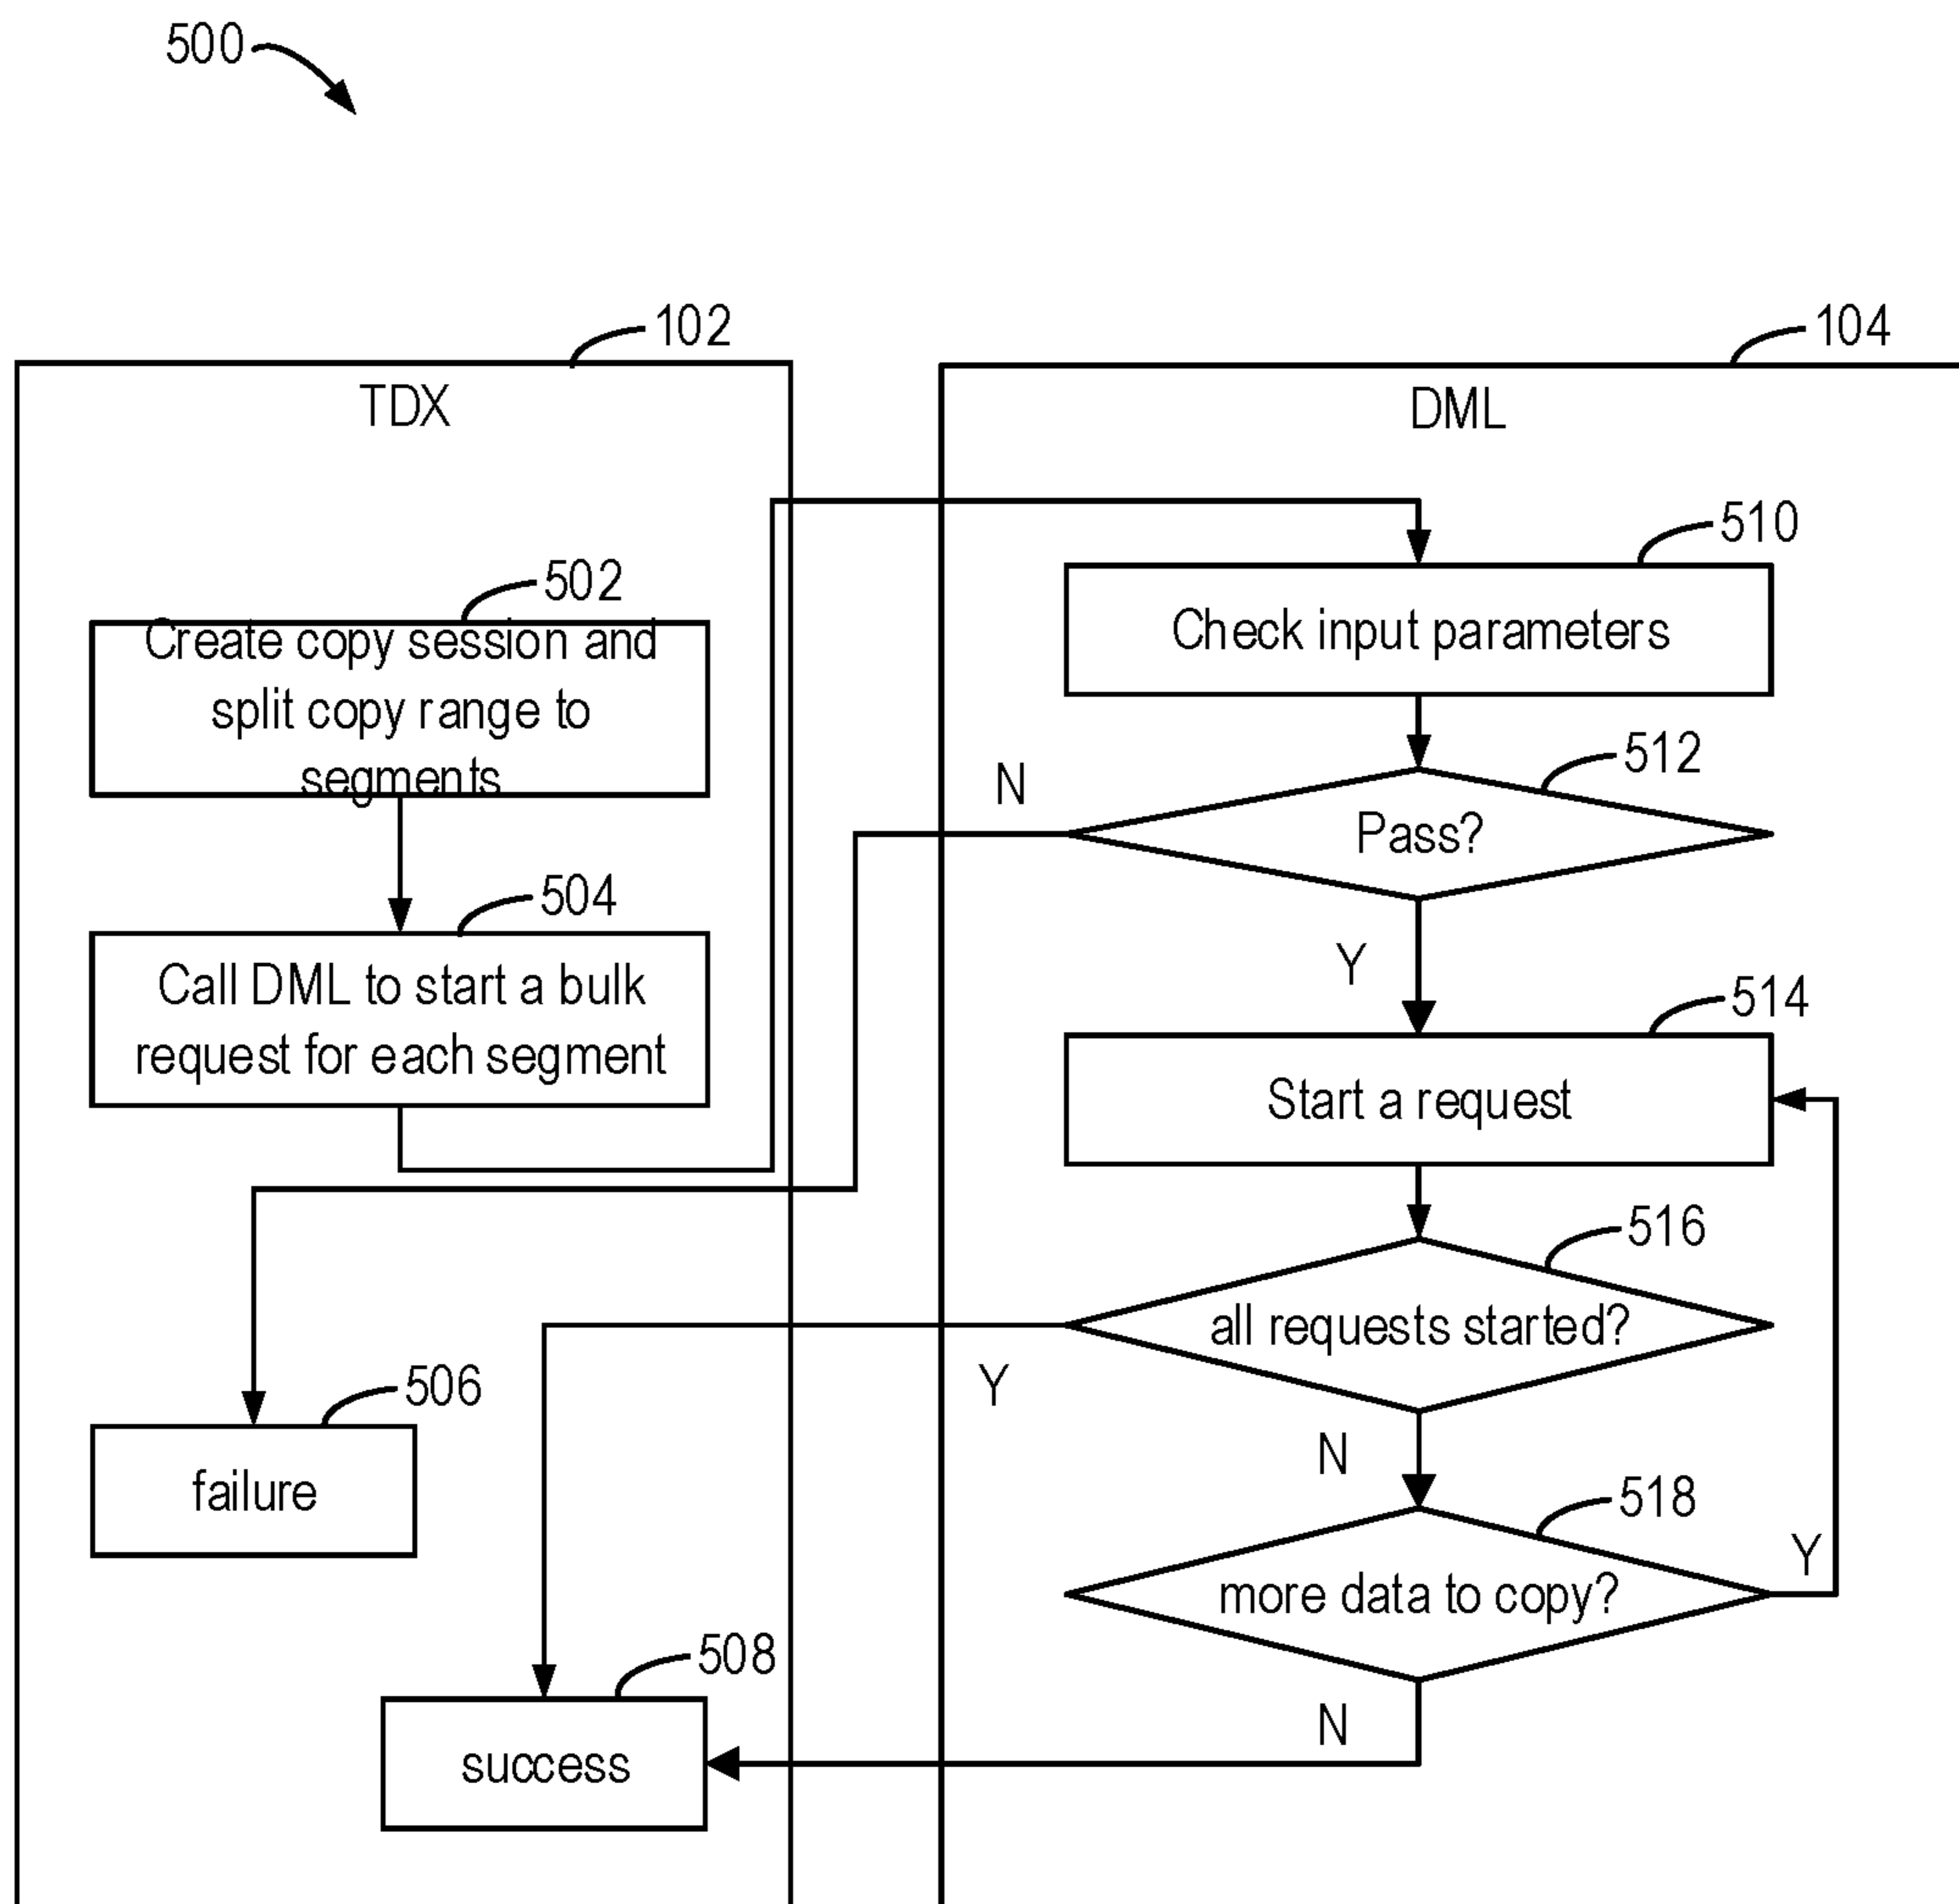 500
102
104
TDX
DML
510
502
Check input parameters
Create copy session and
split copy range to
segments
512
N
Pass?
504
Y
Call DML to start a bulk
request for each segment
514
Start a request
516
all requests started?
506
Y
N
failure
518
Y
more data to copy?
508
N
success